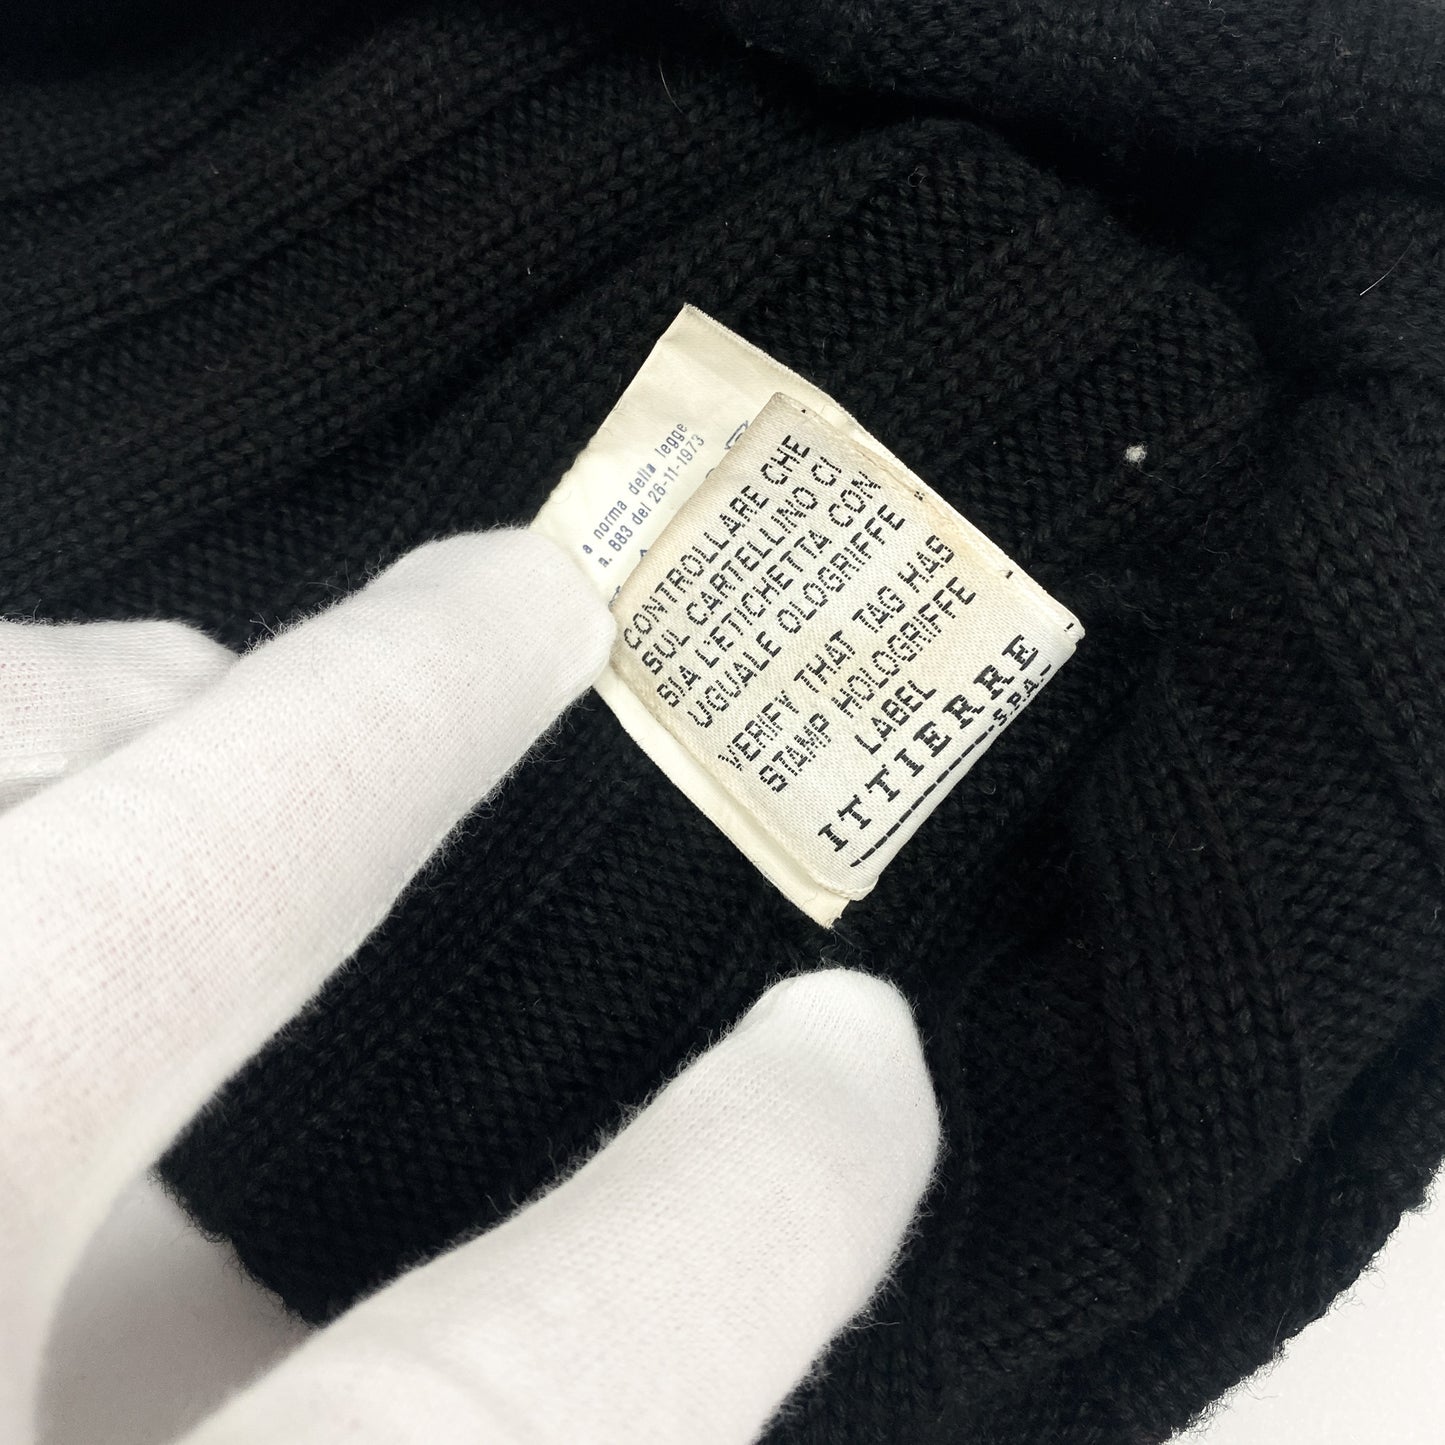 a norma della legge
n. 883 del 26-11-1973
CONTROLLARE CHE
SUL CARTELLINO CI
SIA L'ETICHETTA CON
UGUALE OLOGRIFFE
VERIFY THAT TAG HAS
STAMP HOLOGRIFFE
LABEL
ITTIERRE
S.P.A.